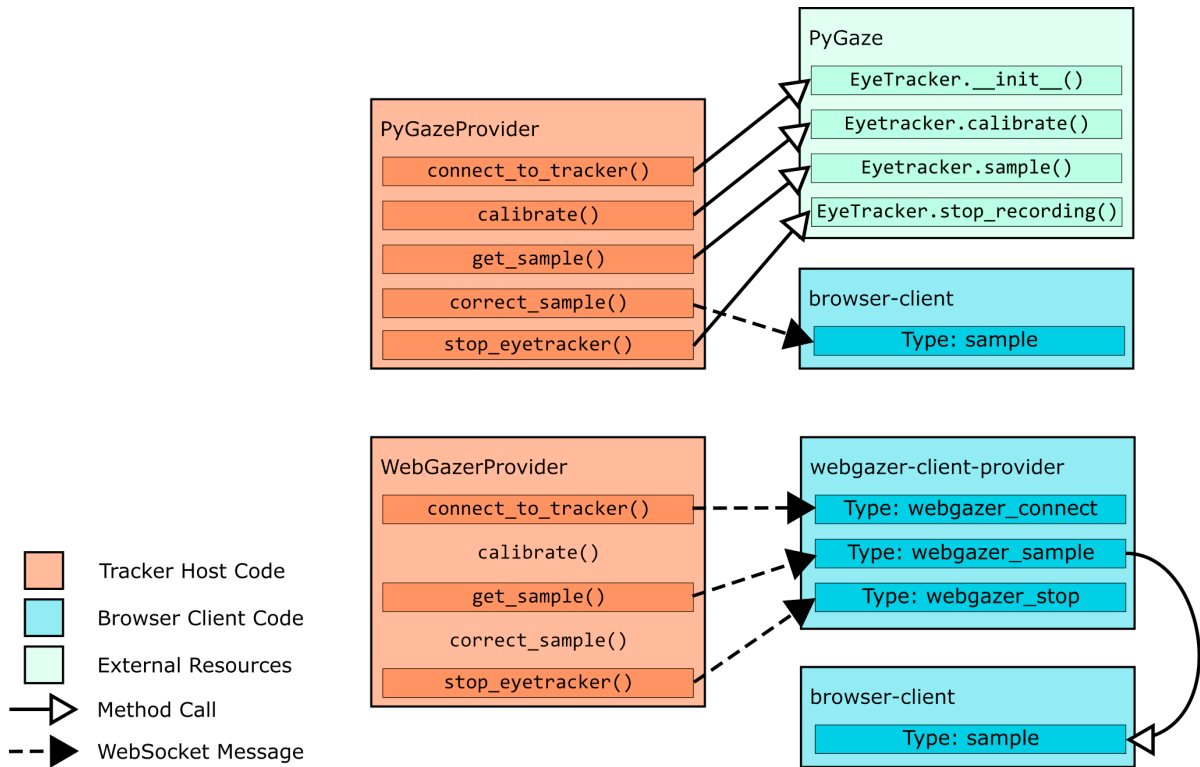 PyGaze
EyeTracker.__init__()
Eyetracker.calibrate()
Eyetracker.sample()
EyeTracker.stop_recording()
PyGazeProvider
connect_to_tracker()
calibrate()
get_sample()
correct_sample()
stop_eyetracker()
browser-client
Type: sample
WebGazerProvider
connect_to_tracker()
calibrate()
get_sample()
correct_sample()
stop_eyetracker()
webgazer-client-provider
Type: webgazer_connect
Type: webgazer_sample
Type: webgazer_stop
browser-client
Type: sample
Tracker Host Code
Browser Client Code
External Resources
Method Call
WebSocket Message